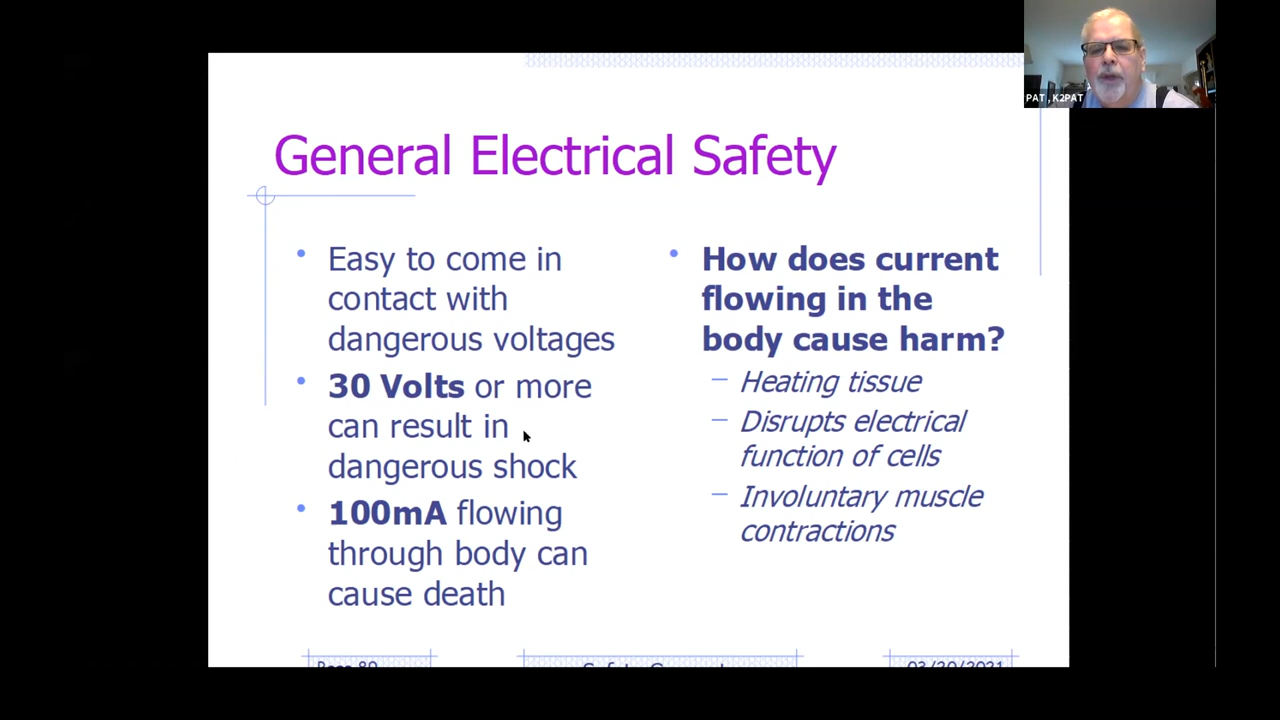 PAT , K2PAT
General Electrical Safety
• Easy to come in
contact with
dangerous voltages
• 30 Volts or more
can result in
dangerous shock
• 100mA flowing
through body can
cause death
• How does current
flowing in the
body cause harm?
– Heating tissue
– Disrupts electrical
function of cells
– Involuntary muscle
contractions
03/20/2021